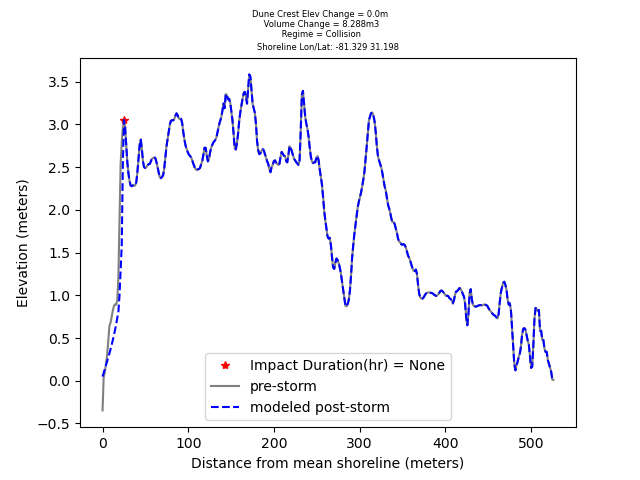 Dune Crest Elev Change = 0.0m
Volume Change = 8.288m3
Regime = Collision
Shoreline Lon/Lat: -81.329 31.198
3.5
3.0
2.5
2.0
1.5
1.0
0.5
0.0
−0.5
Elevation (meters)
Impact Duration(hr) = None
pre-storm
modeled post-storm
0 100 200 300 400 500
Distance from mean shoreline (meters)